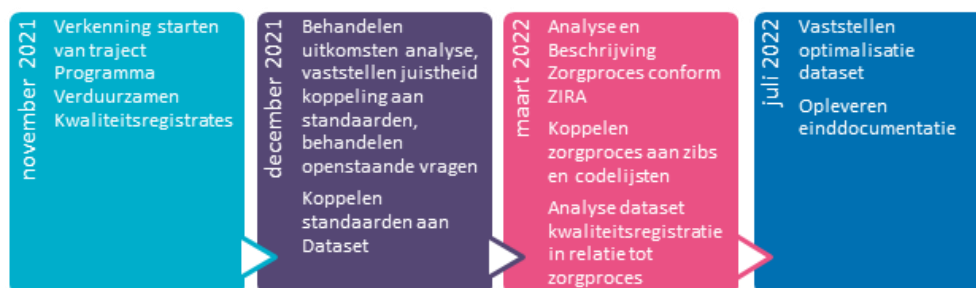 november 2021
Verkenning starten
van traject
Programma
Verduurzamen
Kwaliteitsregistrates
december 2021
Behandelen
uitkomsten analyse,
vaststellen juistheid
koppeling aan
standaarden,
behandelen
openstaande vragen
Koppelen
standaarden aan
Dataset
maart 2022
Analyse en
Beschrijving
Zorgproces conform
ZIRA
Koppelen
zorgproces aan zibs
en codelijsten
Analyse dataset
kwaliteitsregistratie
in relatie tot
zorgproces
juli 2022
Vaststellen
optimalisatie
dataset
Opleveren
einddocumentatie